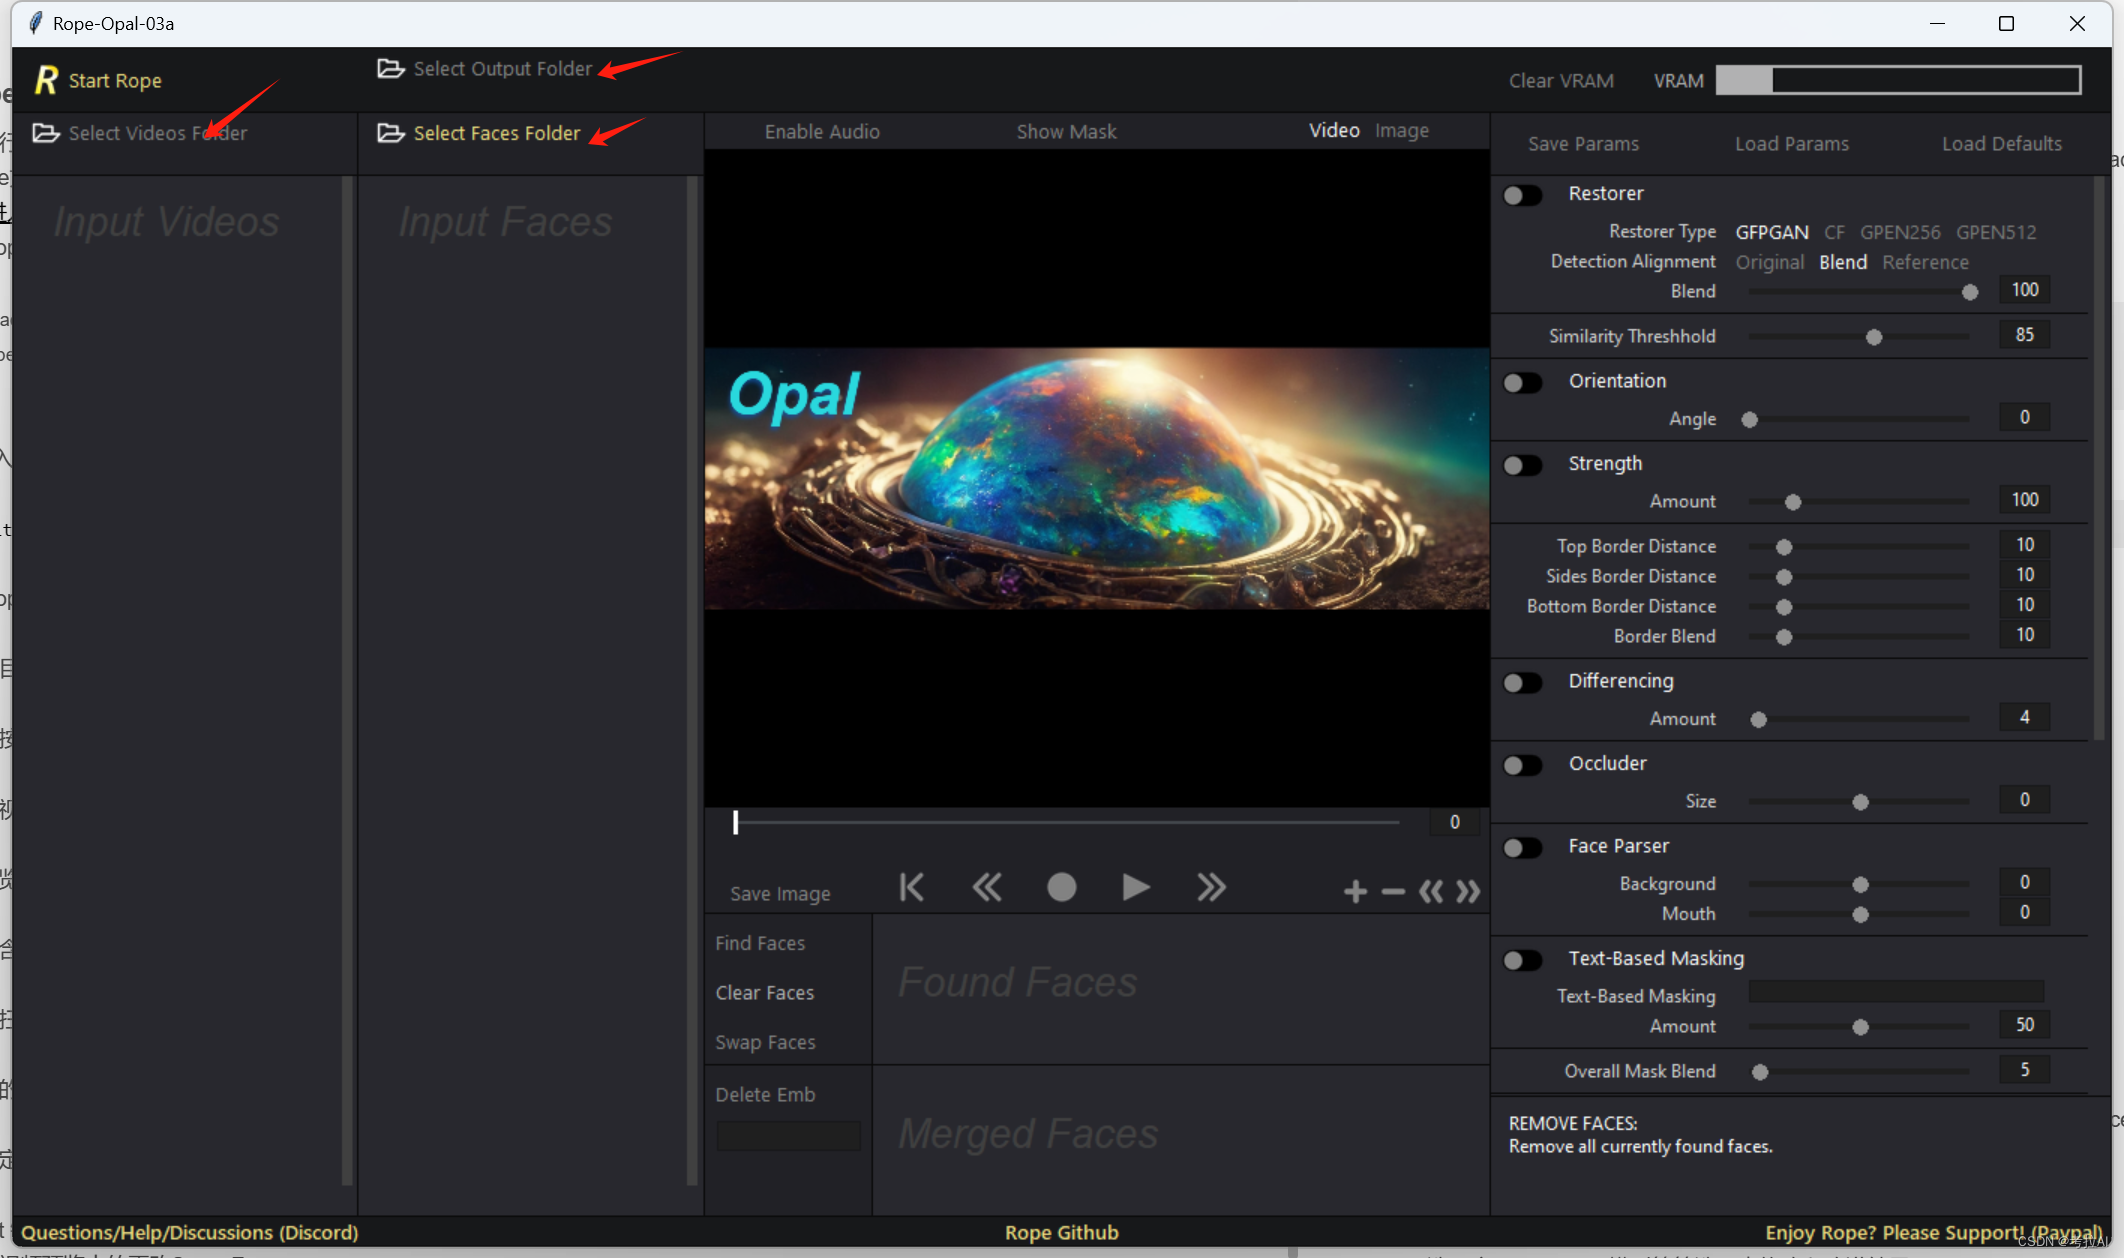 Rope-Opal-03a
R Start Rope
Select Output Folder
Clear VRAM
VRAM
Select Videos Folder
Select Faces Folder
Enable Audio
Show Mask
Video Image
Save Params
Load Params
Load Defaults
Input Videos
Input Faces
Opal
Restorer
Restorer Type GFPGAN CF GPEN256 GPEN512
Detection Alignment Original Blend Reference
Blend 100
Similarity Threshhold 85
Orientation
Angle 0
Strength
Amount 100
Top Border Distance 10
Sides Border Distance 10
Bottom Border Distance 10
Border Blend 10
Differencing
Amount 4
Occluder
Size 0
Face Parser
Background 0
Mouth 0
Text-Based Masking
Text-Based Masking
Amount 50
Overall Mask Blend 5
0
Save Image
Find Faces
Clear Faces
Swap Faces
Found Faces
Delete Emb
Merged Faces
REMOVE FACES:
Remove all currently found faces.
Questions/Help/Discussions (Discord)
Rope Github
Enjoy Rope? Please Support! (Paypal)
CSDN @考拉AI